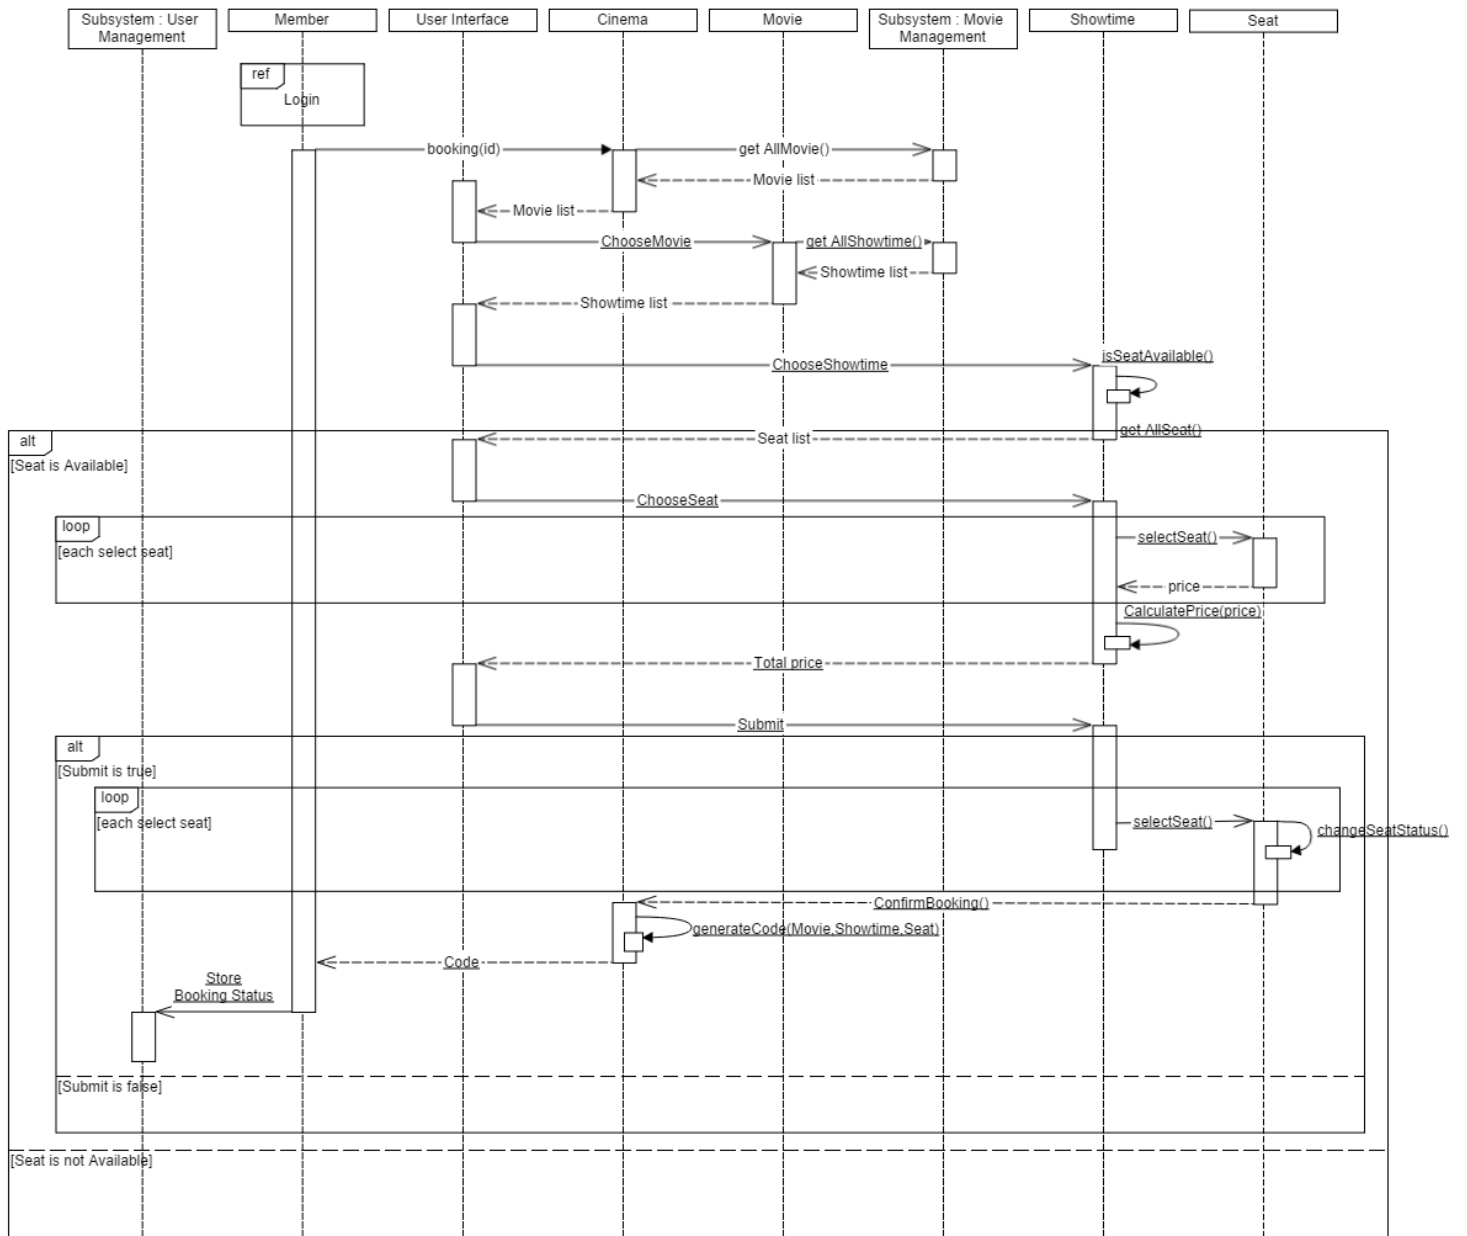 Subsystem : User
Management
Member
User Interface
Cinema
Movie
Subsystem : Movie
Management
Showtime
Seat
ref
Login
booking(id)
get AllMovie()
Movie list
Movie list
ChooseMovie
get AllShowtime()
Showtime list
Showtime list
ChooseShowtime
isSeatAvailable()
alt
[Seat is Available]
Seat list
get AllSeat()
ChooseSeat
loop
[each select seat]
selectSeat()
price
CalculatePrice(price)
Total price
Submit
alt
[Submit is true]
loop
[each select seat]
selectSeat()
changeSeatStatus()
ConfirmBooking()
generateCode(Movie,Showtime,Seat)
Code
Store
Booking Status
[Submit is false]
[Seat is not Available]